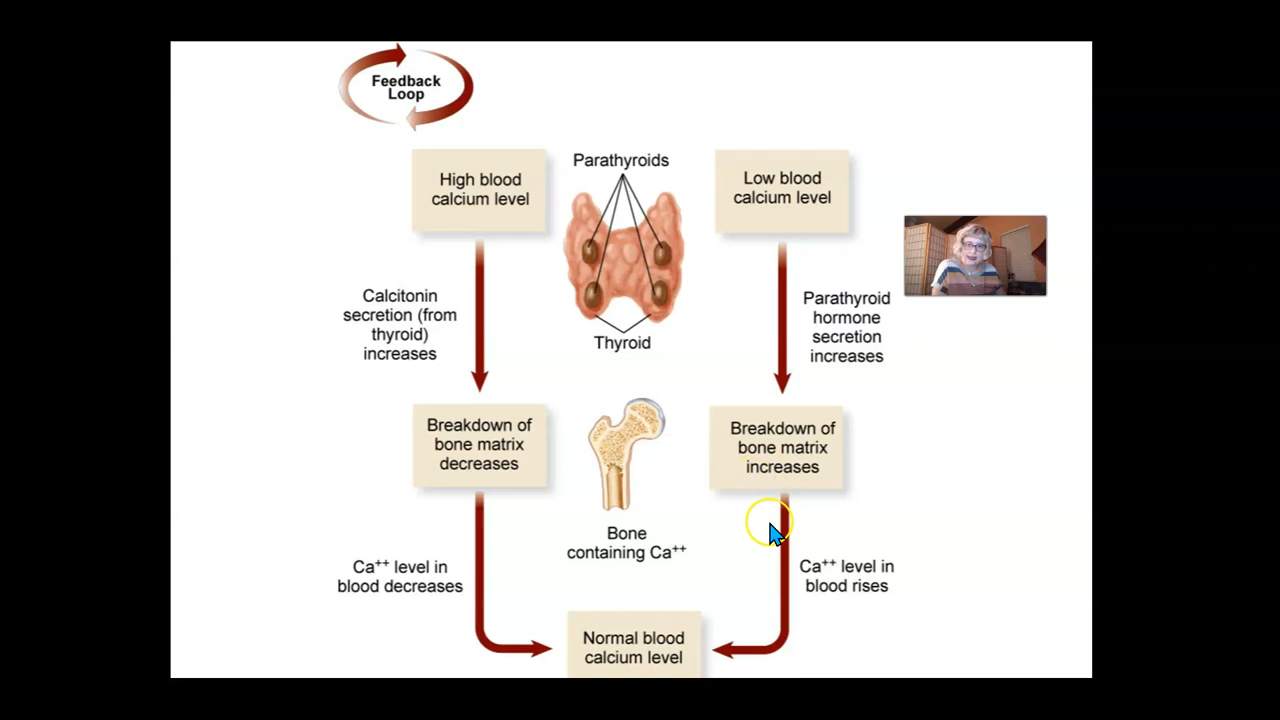 Feedback
Loop
High blood
calcium level
Parathyroids
Low blood
calcium level
Calcitonin
secretion (from
thyroid)
increases
Thyroid
Parathyroid
hormone
secretion
increases
Breakdown of
bone matrix
decreases
Breakdown of
bone matrix
increases
Bone
containing Ca⁺⁺
Ca⁺⁺ level in
blood decreases
Ca⁺⁺ level in
blood rises
Normal blood
calcium level